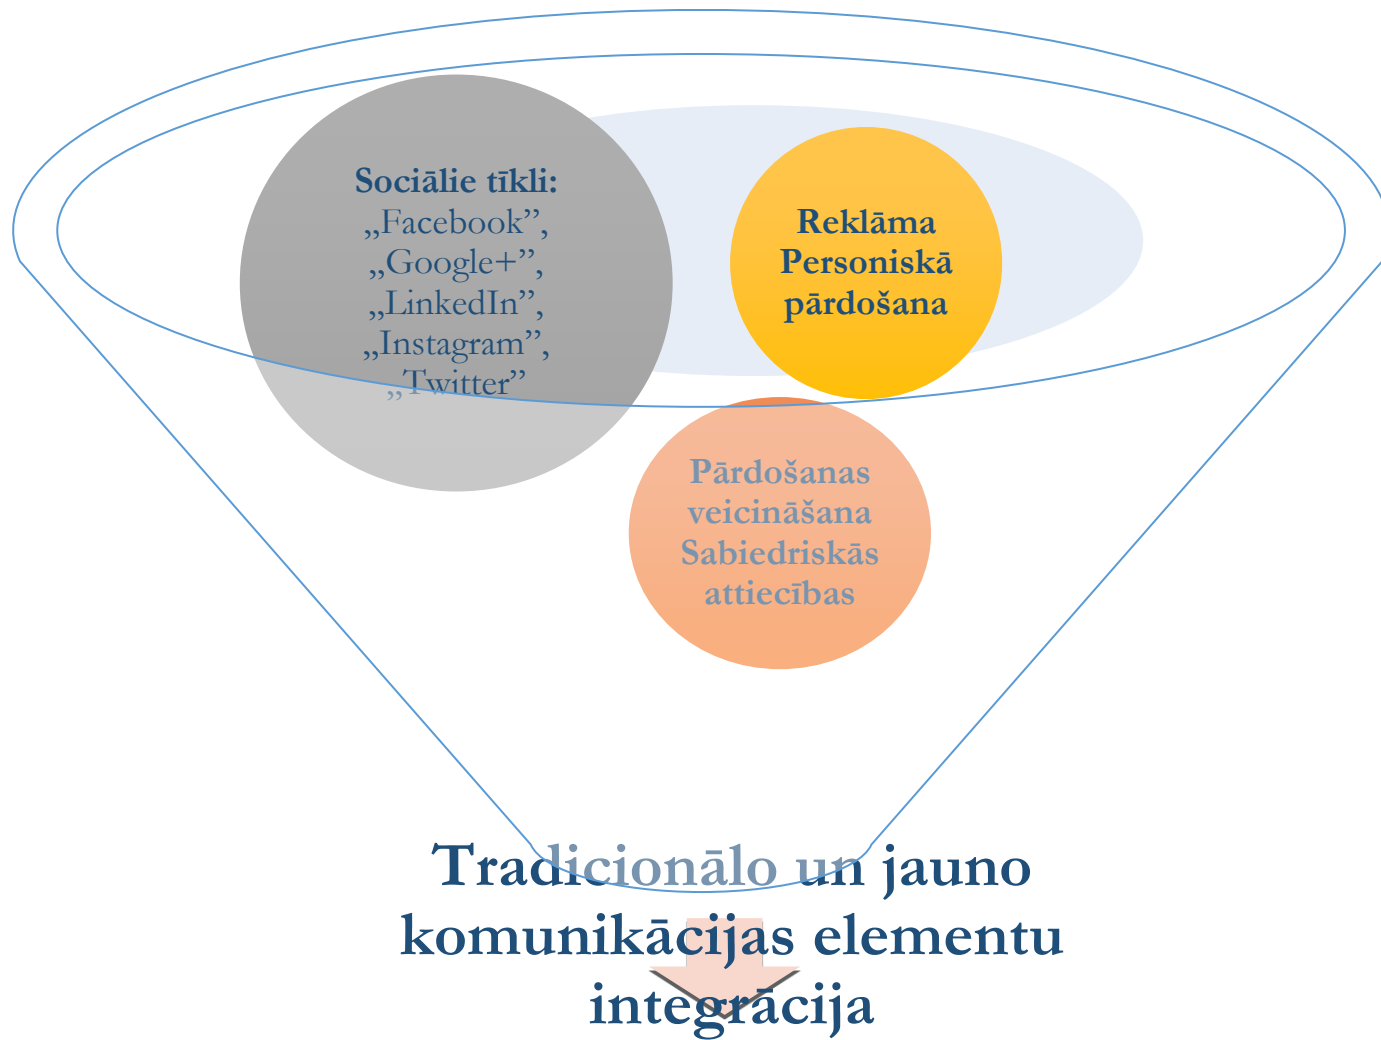 Sociālie tīkli:
„Facebook”,
„Google+”,
„LinkedIn”,
„Instagram”,
„Twitter”
Reklāma
Personiskā
pārdošana
Pārdošanas
veicināšana
Sabiedriskās
attiecības
Tradicionālo un jauno
komunikācijas elementu
integrācija